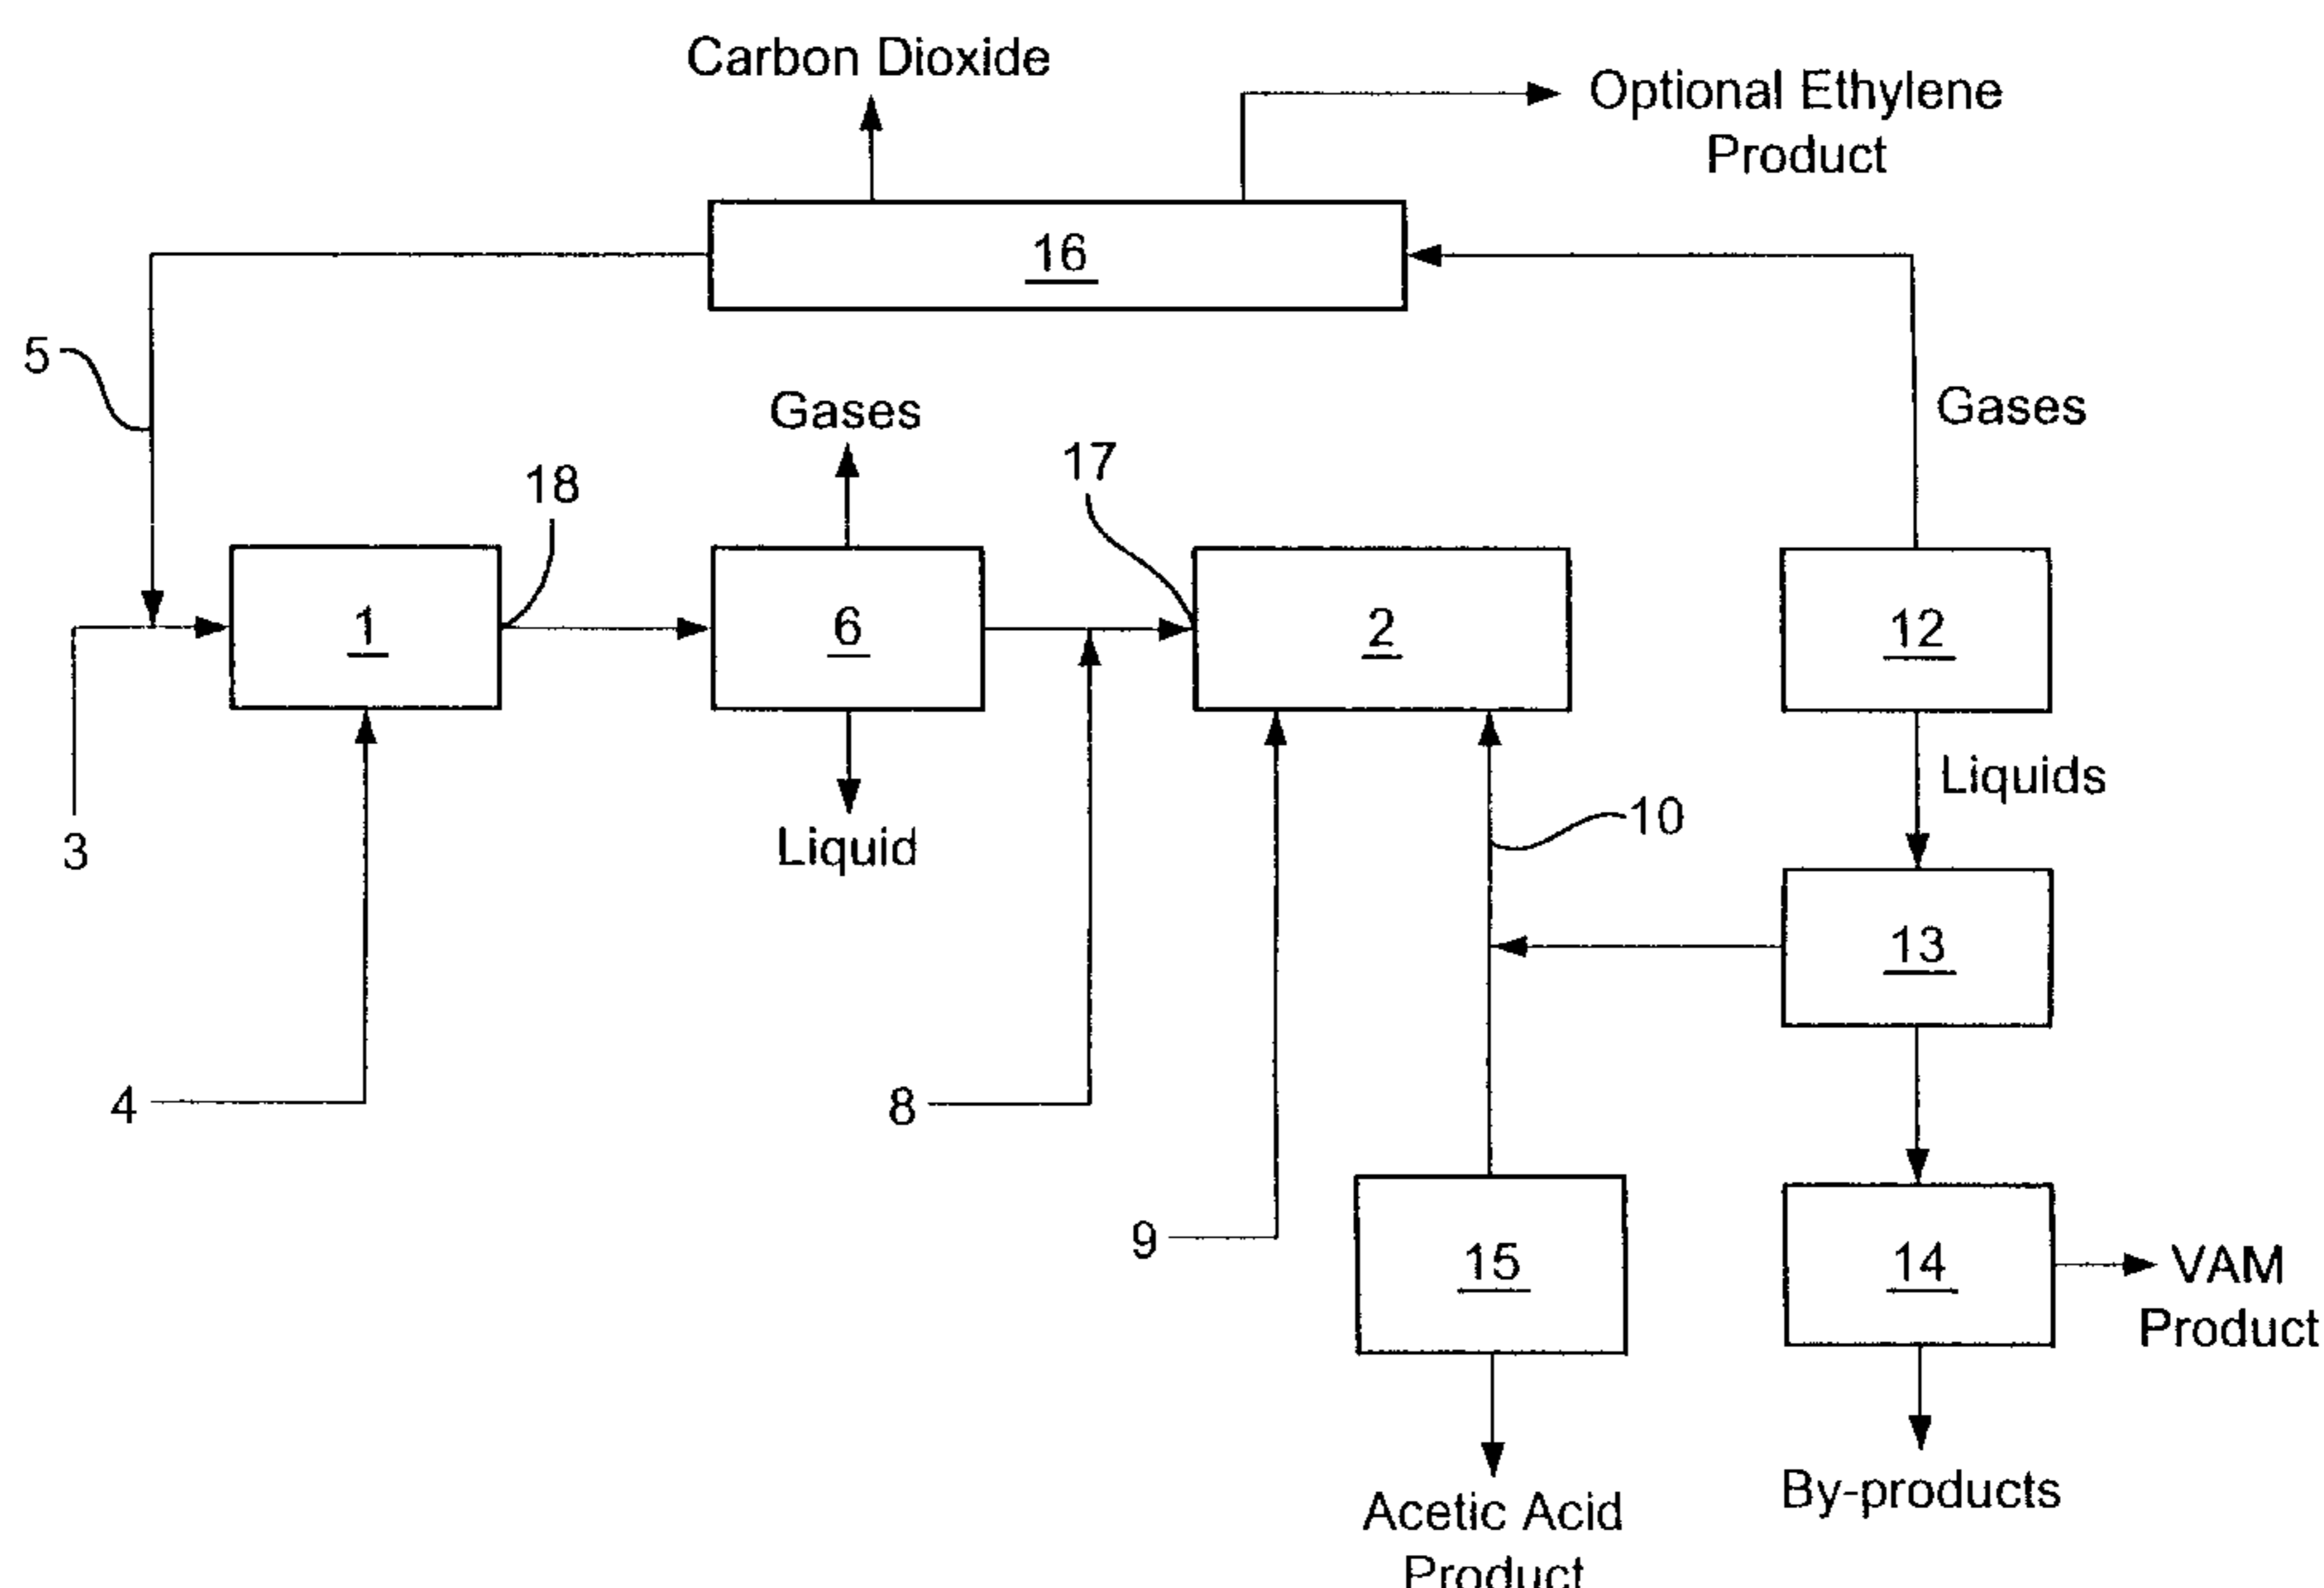 Carbon Dioxide
Optional Ethylene
Product
16
5
Gases
Gases
17
18
1
6
2
12
Liquids
10
3
Liquid
13
4
8
9
15
14
VAM
Product
By-products
Acetic Acid
Product